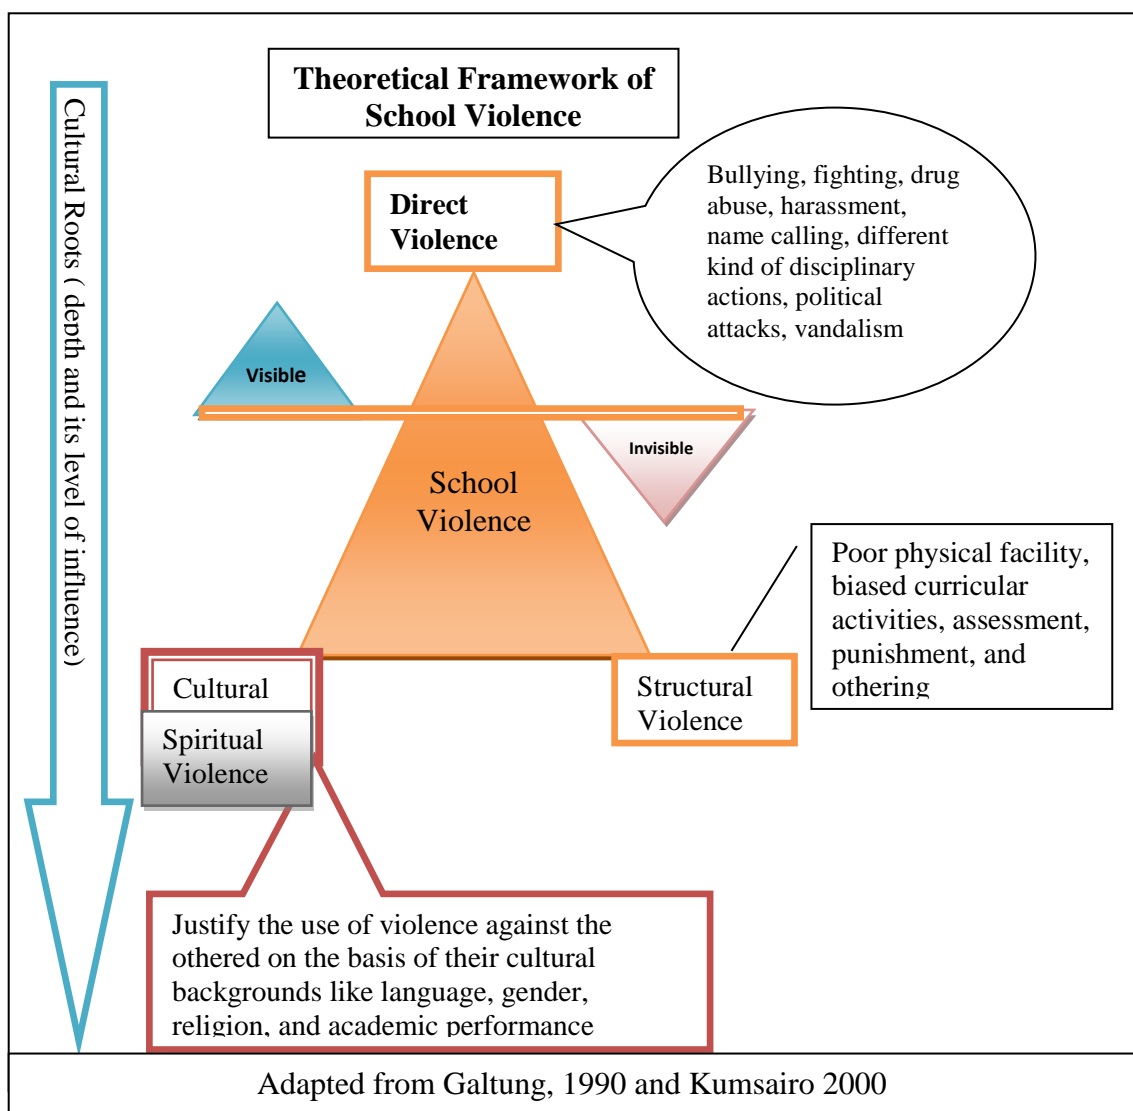 Theoretical Framework of
School Violence
Cultural Roots ( depth and its level of influence)
Direct
Violence
Bullying, fighting, drug
abuse, harassment,
name calling, different
kind of disciplinary
actions, political
attacks, vandalism
Visible
Invisible
School
Violence
Poor physical facility,
biased curricular
activities, assessment,
punishment, and
othering
Cultural
Spiritual
Violence
Structural
Violence
Justify the use of violence against the
othered on the basis of their cultural
backgrounds like language, gender,
religion, and academic performance
Adapted from Galtung, 1990 and Kumsairo 2000